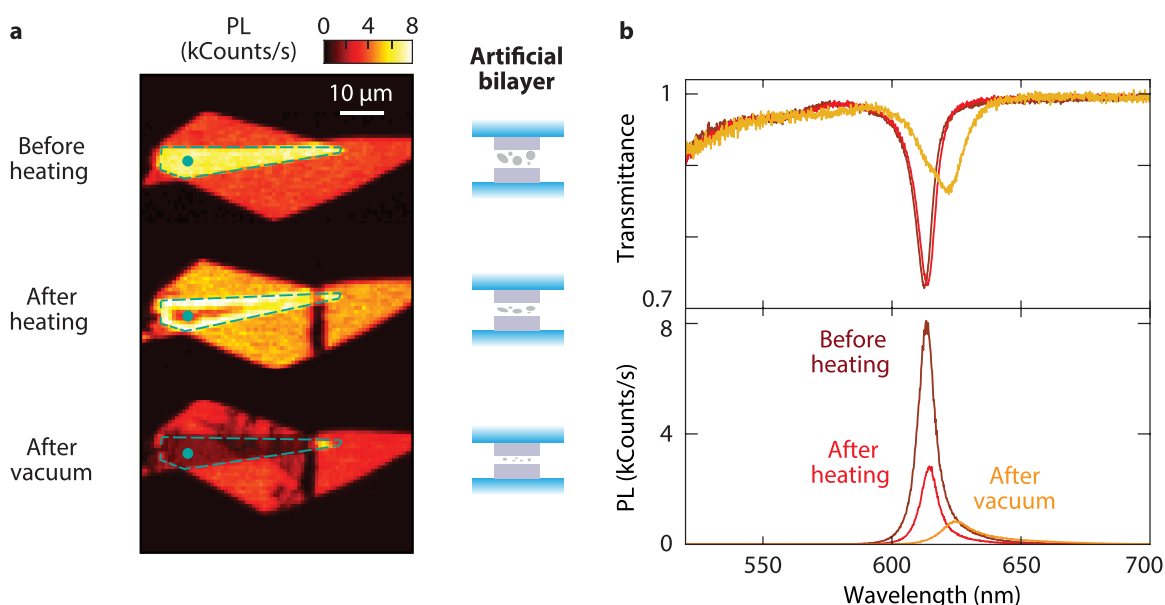 a
PL
(kCounts/s)
0 4 8
Artificial
bilayer
10 µm
Before
heating
After
heating
After
vacuum
b
1
Transmittance
0.7
8
Before
heating
PL (kCounts/s)
4
After
heating
After
vacuum
0
550 600 650 700
Wavelength (nm)